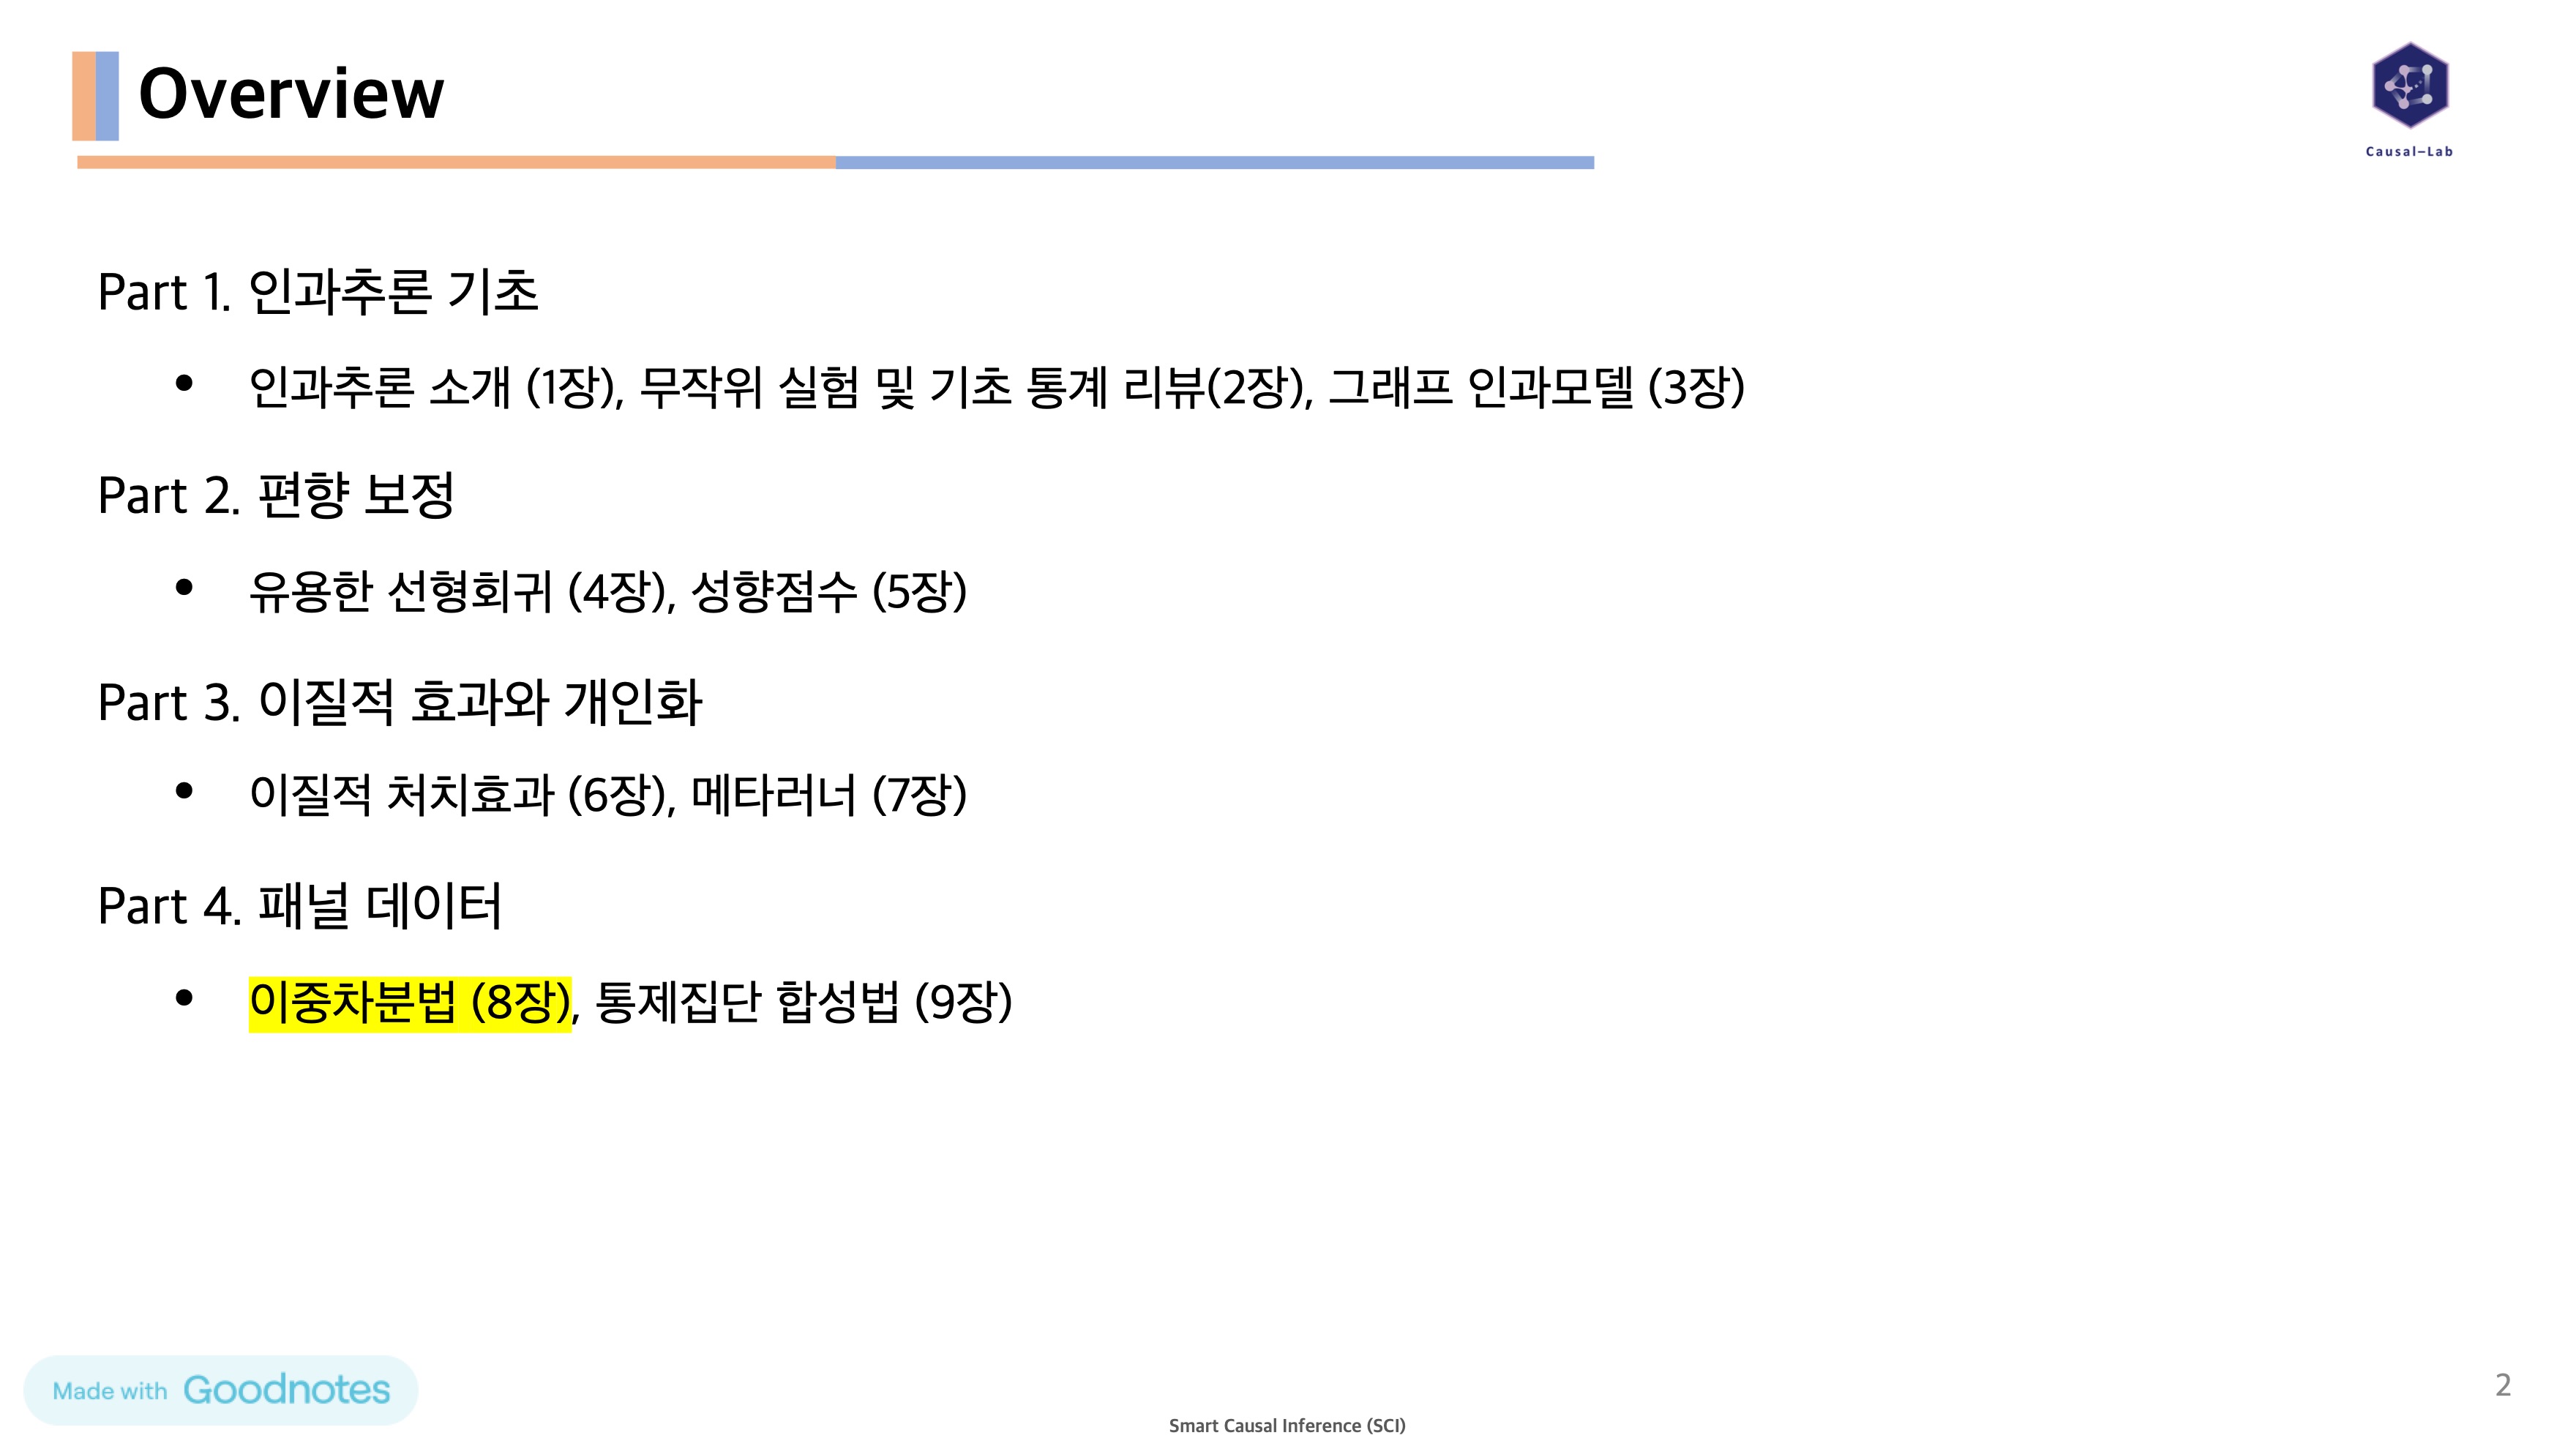 Overview
Causal–Lab
Part 1. 인과추론 기초
• 인과추론 소개 (1장), 무작위 실험 및 기초 통계 리뷰(2장), 그래프 인과모델 (3장)
Part 2. 편향 보정
• 유용한 선형회귀 (4장), 성향점수 (5장)
Part 3. 이질적 효과와 개인화
• 이질적 처치효과 (6장), 메타러너 (7장)
Part 4. 패널 데이터
• 이중차분법 (8장), 통제집단 합성법 (9장)
Made with Goodnotes
2
Smart Causal Inference (SCI)